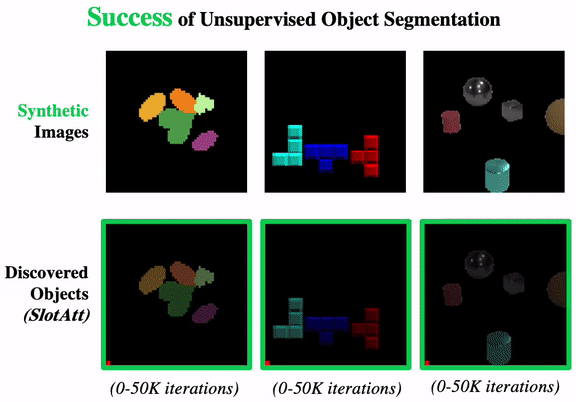 Success of Unsupervised Object Segmentation
Synthetic
Images
Discovered
Objects
(SlotAtt)
(0-50K iterations)
(0-50K iterations)
(0-50K iterations)